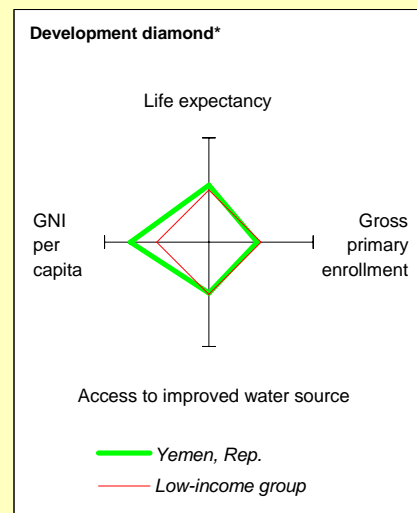 Development diamond*
Life expectancy
GNI
per
capita
Gross
primary
enrollment
Access to improved water source
Yemen, Rep.
Low-income group